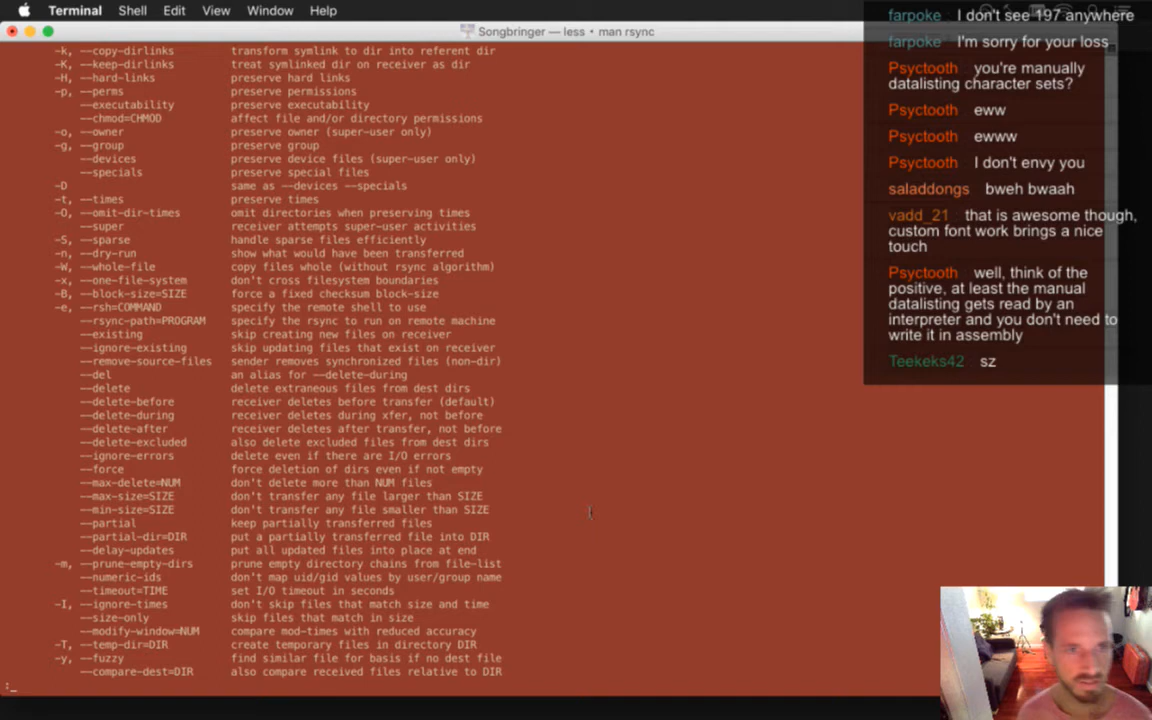 Terminal Shell Edit View Window Help
Songbringer — less • man rsync
-k, --copy-dirlinks transform symlink to dir into referent dir
-K, --keep-dirlinks treat symlinked dir on receiver as dir
-H, --hard-links preserve hard links
-p, --perms preserve permissions
--executability preserve executability
--chmod=CHMOD affect file and/or directory permissions
-o, --owner preserve owner (super-user only)
-g, --group preserve group
--devices preserve device files (super-user only)
--specials preserve special files
-D same as --devices --specials
-t, --times preserve times
-O, --omit-dir-times omit directories when preserving times
--super receiver attempts super-user activities
-S, --sparse handle sparse files efficiently
-n, --dry-run show what would have been transferred
-W, --whole-file copy files whole (without rsync algorithm)
-x, --one-file-system don't cross filesystem boundaries
-B, --block-size=SIZE force a fixed checksum block-size
-e, --rsh=COMMAND specify the remote shell to use
--rsync-path=PROGRAM specify the rsync to run on remote machine
--existing skip creating new files on receiver
--ignore-existing skip updating files that exist on receiver
--remove-source-files sender removes synchronized files (non-dir)
--del an alias for --delete-during
--delete delete extraneous files from dest dirs
--delete-before receiver deletes before transfer (default)
--delete-during receiver deletes during xfer, not before
--delete-after receiver deletes after transfer, not before
--delete-excluded also delete excluded files from dest dirs
--ignore-errors delete even if there are I/O errors
--force force deletion of dirs even if not empty
--max-delete=NUM don't delete more than NUM files
--max-size=SIZE don't transfer any file larger than SIZE
--min-size=SIZE don't transfer any file smaller than SIZE
--partial keep partially transferred files
--partial-dir=DIR put a partially transferred file into DIR
--delay-updates put all updated files into place at end
-m, --prune-empty-dirs prune empty directory chains from file-list
--numeric-ids don't map uid/gid values by user/group name
--timeout=TIME set I/O timeout in seconds
-I, --ignore-times don't skip files that match size and time
--size-only skip files that match in size
--modify-window=NUM compare mod-times with reduced accuracy
-T, --temp-dir=DIR create temporary files in directory DIR
-y, --fuzzy find similar file for basis if no dest file
--compare-dest=DIR also compare received files relative to DIR
:
farpoke I don't see 197 anywhere
farpoke I'm sorry for your loss
Psyctooth you're manually
datalisting character sets?
Psyctooth eww
Psyctooth ewww
Psyctooth I don't envy you
saladdongs bweh bwaah
vadd_21 that is awesome though,
custom font work brings a nice
touch
Psyctooth well, think of the
positive, at least the manual
datalisting gets read by an
interpreter and you don't need to
write it in assembly
Teekeks42 sz